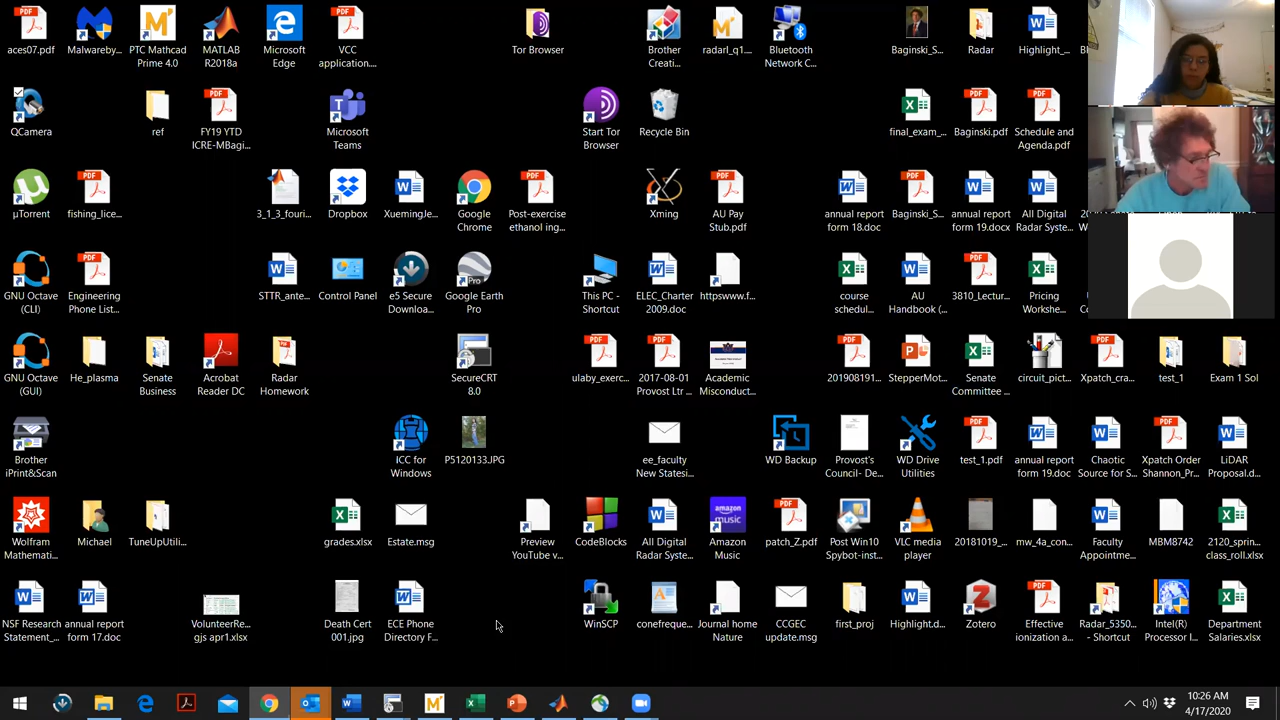 aces07.pdf
Malwareby...
PTC Mathcad
Prime 4.0
MATLAB
R2018a
Microsoft
Edge
VCC
application....
Tor Browser
Brother
Creati...
radarI_q1....
Bluetooth
Network C...
Baginski_S...
Radar
Highlight_...
QCamera
ref
FY19 YTD
ICRE-MBagi...
Microsoft
Teams
Start Tor
Browser
Recycle Bin
final_exam_...
Baginski.pdf
Schedule and
Agenda.pdf
µTorrent
fishing_lice...
3_1_3_fouri...
Dropbox
XuemingJe...
Google
Chrome
Post-exercise
ethanol ing...
Xming
AU Pay
Stub.pdf
annual report
form 18.doc
Baginski_S...
annual report
form 19.docx
All Digital
Radar Syste...
GNU Octave
(CLI)
Engineering
Phone List...
STTR_ante...
Control Panel
e5 Secure
Downloa...
Google Earth
Pro
This PC -
Shortcut
ELEC_Charter
2009.doc
httpswww.f...
course
schedul...
AU
Handbook (...
3810_Lectur...
Pricing
Workshe...
GNU Octave
(GUI)
He_plasma
Senate
Business
Acrobat
Reader DC
Radar
Homework
SecureCRT
8.0
ulaby_exerc...
2017-08-01
Provost Ltr ...
Academic
Misconduct...
201908191...
StepperMot...
Senate
Committee ...
circuit_pict...
Xpatch_cra...
test_1
Exam 1 Sol
Brother
iPrint&Scan
ICC for
Windows
P5120133.JPG
ee_faculty
New Statesi...
WD Backup
Provost's
Council- De...
WD Drive
Utilities
test_1.pdf
annual report
form 19.doc
Chaotic
Source for S...
Xpatch Order
Shannon_Pr...
LiDAR
Proposal.d...
Wolfram
Mathemati...
Michael
TuneUpUtili...
grades.xlsx
Estate.msg
Preview
YouTube v...
CodeBlocks
All Digital
Radar Syste...
Amazon
Music
patch_Z.pdf
Post Win10
Spybot-inst...
VLC media
player
20181019_...
mw_4a_con...
Faculty
Appointme...
MBM8742
2120_sprin...
class_roll.xlsx
NSF Research
Statement_...
annual report
form 17.doc
VolunteerRe...
gjs apr1.xlsx
Death Cert
001.jpg
ECE Phone
Directory F...
WinSCP
conefreque...
Journal home
Nature
CCGEC
update.msg
first_proj
Highlight.d...
Zotero
Effective
ionization a...
Radar_5350...
- Shortcut
Intel(R)
Processor I...
Department
Salaries.xlsx
10:26 AM
4/17/2020